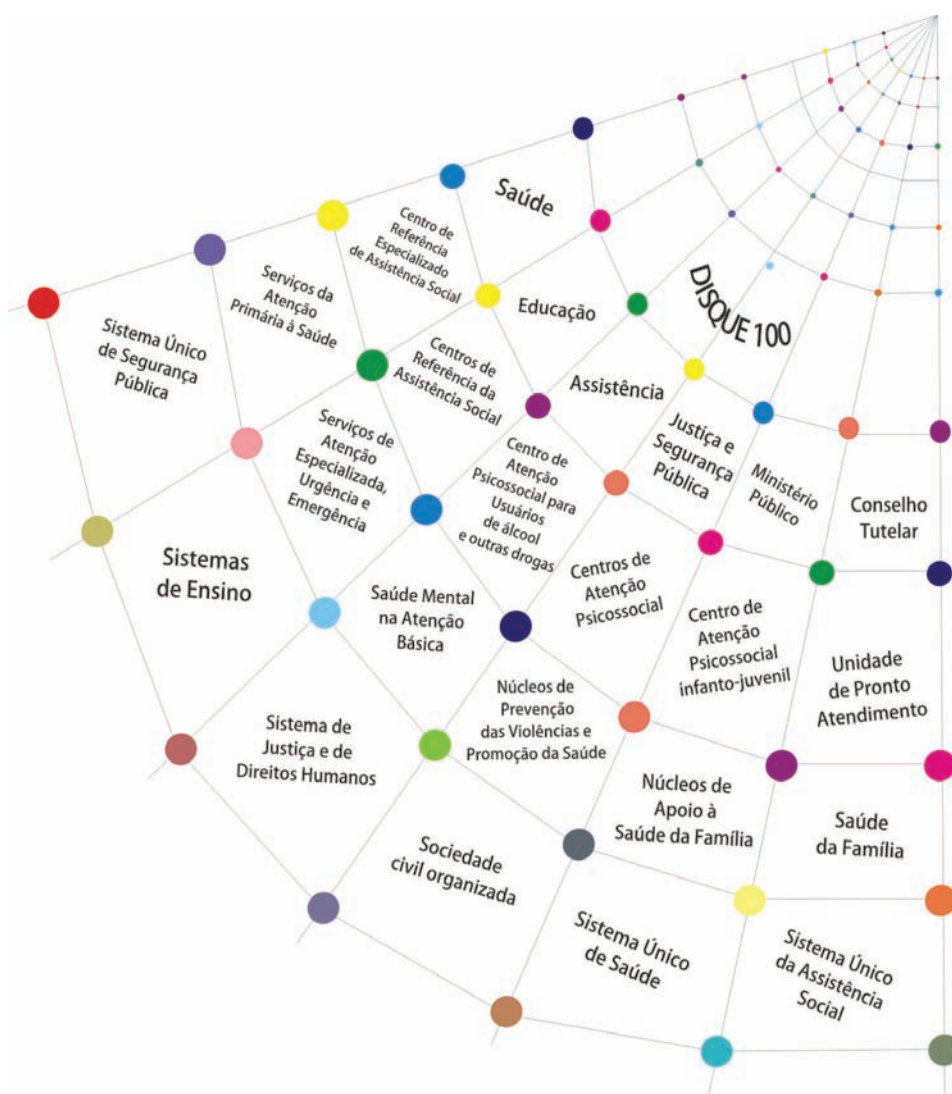 Saúde
Centro de
Referência
Especializado
de Assistência Social
Serviços da
Atenção
Primária à Saúde
Sistema Único
de Segurança
Pública
Educação
DISQUE 100
Centros de
Referência da
Assistência Social
Assistência
Serviços de
Atenção
Especializada,
Urgência e
Emergência
Centro de
Atenção
Psicossocial para
Usuários
de álcool
e outras drogas
Justiça e
Segurança
Pública
Ministério
Público
Conselho
Tutelar
Sistemas
de Ensino
Saúde Mental
na Atenção
Básica
Centros de
Atenção
Psicossocial
Centro de
Atenção
Psicossocial
infanto-juvenil
Unidade
de Pronto
Atendimento
Sistema de
Justiça e de
Direitos Humanos
Núcleos de
Prevenção
das Violências e
Promoção da Saúde
Núcleos de
Apoio à
Saúde da Família
Saúde
da Família
Sociedade
civil organizada
Sistema Único
de Saúde
Sistema Único
da Assistência
Social